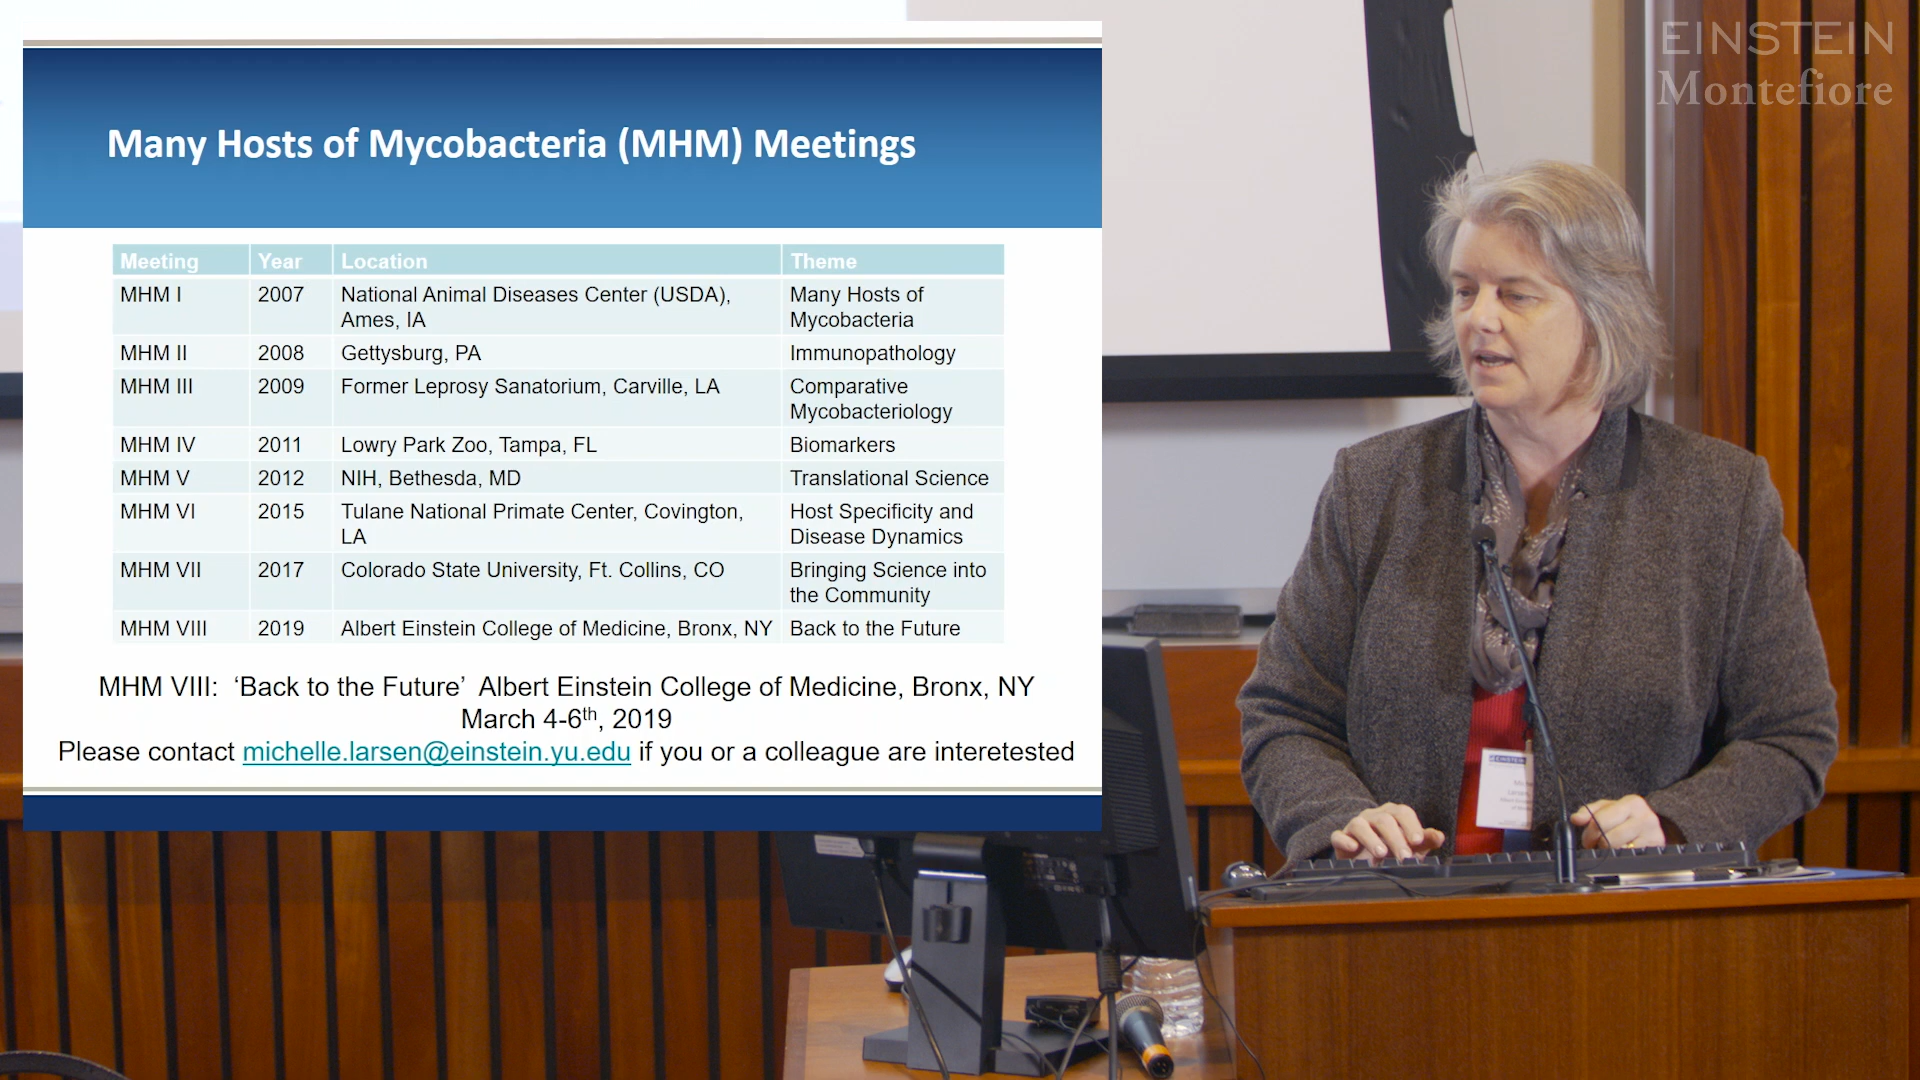 EINSTEIN
Montefiore
Many Hosts of Mycobacteria (MHM) Meetings
Meeting Year Location Theme
MHM I 2007 National Animal Diseases Center (USDA), Ames, IA Many Hosts of Mycobacteria
MHM II 2008 Gettysburg, PA Immunopathology
MHM III 2009 Former Leprosy Sanatorium, Carville, LA Comparative Mycobacteriology
MHM IV 2011 Lowry Park Zoo, Tampa, FL Biomarkers
MHM V 2012 NIH, Bethesda, MD Translational Science
MHM VI 2015 Tulane National Primate Center, Covington, LA Host Specificity and Disease Dynamics
MHM VII 2017 Colorado State University, Ft. Collins, CO Bringing Science into the Community
MHM VIII 2019 Albert Einstein College of Medicine, Bronx, NY Back to the Future
MHM VIII: ‘Back to the Future’ Albert Einstein College of Medicine, Bronx, NY
March 4-6th, 2019
Please contact michelle.larsen@einstein.yu.edu if you or a colleague are interetested